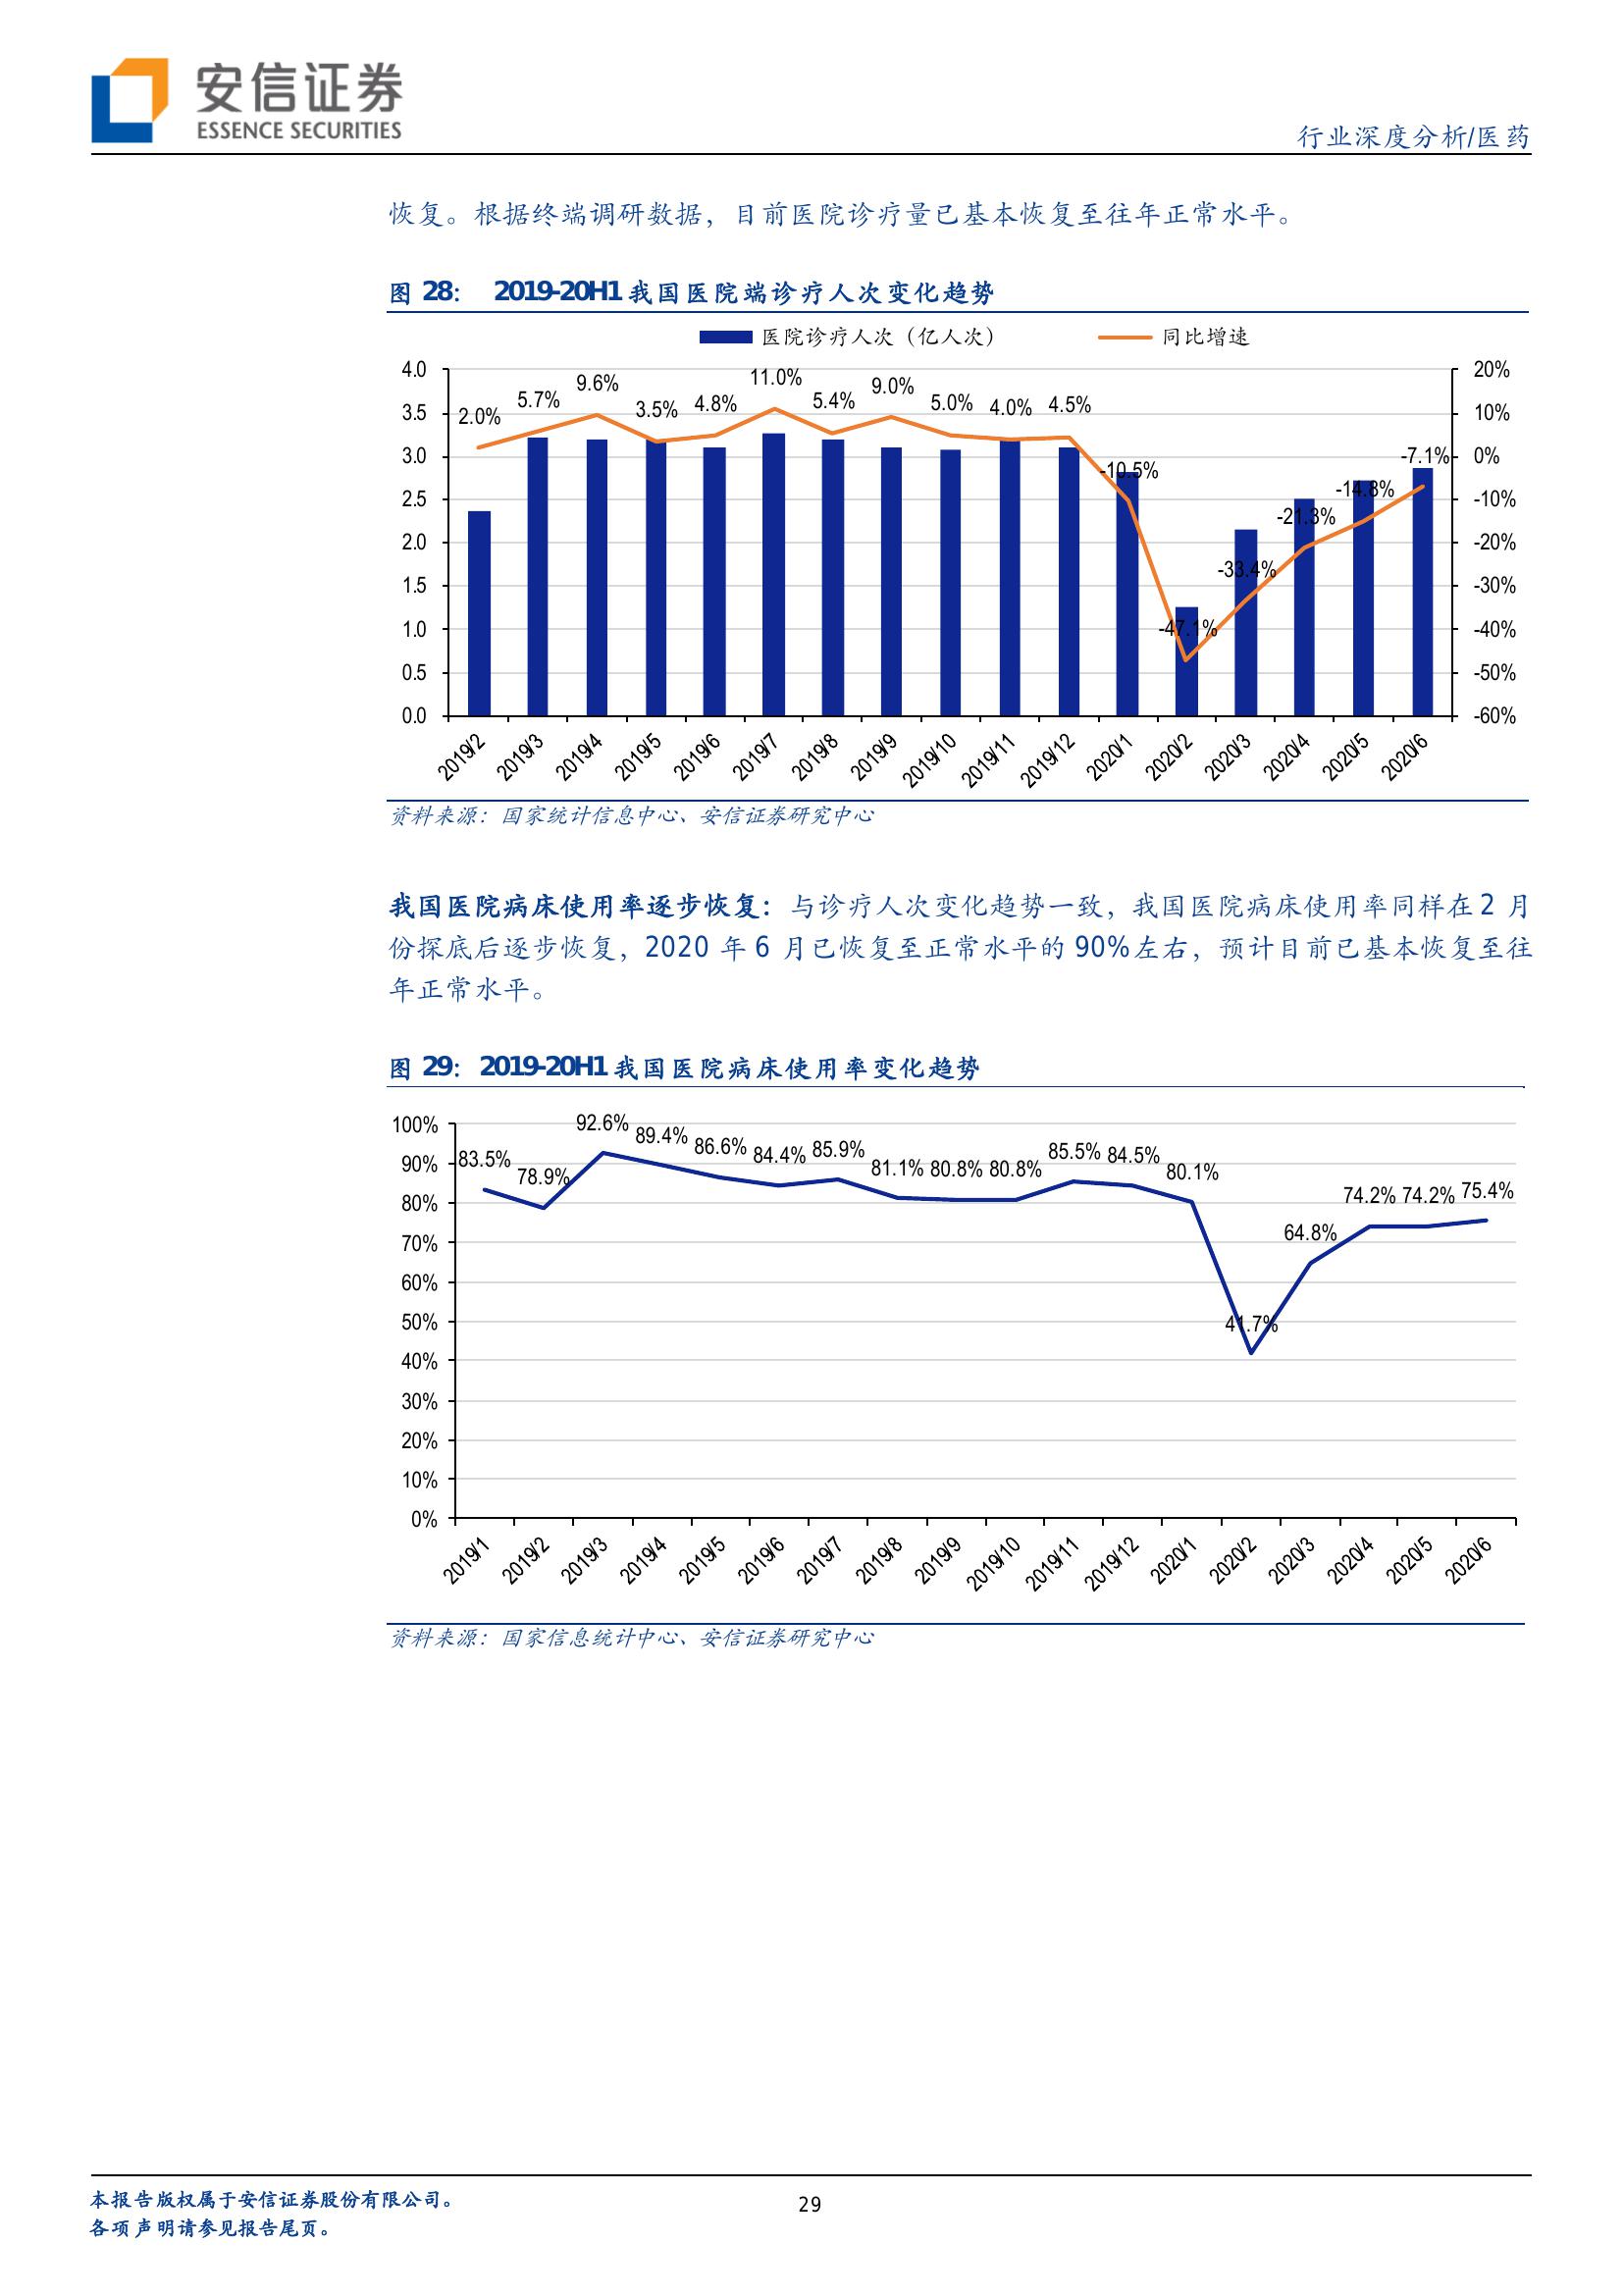 安信证券
ESSENCE SECURITIES
行业深度分析/医药
恢复。根据终端调研数据，目前医院诊疗量已基本恢复至往年正常水平。
图 28： 2019-20H1 我国医院端诊疗人次变化趋势
医院诊疗人次（亿人次） 同比增速
4.0
3.5
3.0
2.5
2.0
1.5
1.0
0.5
0.0
2.0% 5.7% 9.6% 3.5% 4.8% 11.0% 5.4% 9.0% 5.0% 4.0% 4.5% -10.5% -47.1% -33.4% -21.3% -14.8% -7.1%
20%
10%
0%
-10%
-20%
-30%
-40%
-50%
-60%
2019/2 2019/3 2019/4 2019/5 2019/6 2019/7 2019/8 2019/9 2019/10 2019/11 2019/12 2020/1 2020/2 2020/3 2020/4 2020/5 2020/6
资料来源：国家统计信息中心、安信证券研究中心
我国医院病床使用率逐步恢复：与诊疗人次变化趋势一致，我国医院病床使用率同样在 2 月
份探底后逐步恢复，2020 年 6 月已恢复至正常水平的 90%左右，预计目前已基本恢复至往
年正常水平。
图 29： 2019-20H1 我国医院病床使用率变化趋势
100%
90%
80%
70%
60%
50%
40%
30%
20%
10%
0%
83.5% 78.9% 92.6% 89.4% 86.6% 84.4% 85.9% 81.1% 80.8% 80.8% 85.5% 84.5% 80.1% 41.7% 64.8% 74.2% 74.2% 75.4%
2019/1 2019/2 2019/3 2019/4 2019/5 2019/6 2019/7 2019/8 2019/9 2019/10 2019/11 2019/12 2020/1 2020/2 2020/3 2020/4 2020/5 2020/6
资料来源：国家信息统计中心、安信证券研究中心
本报告版权属于安信证券股份有限公司。
29
各项声明请参见报告尾页。